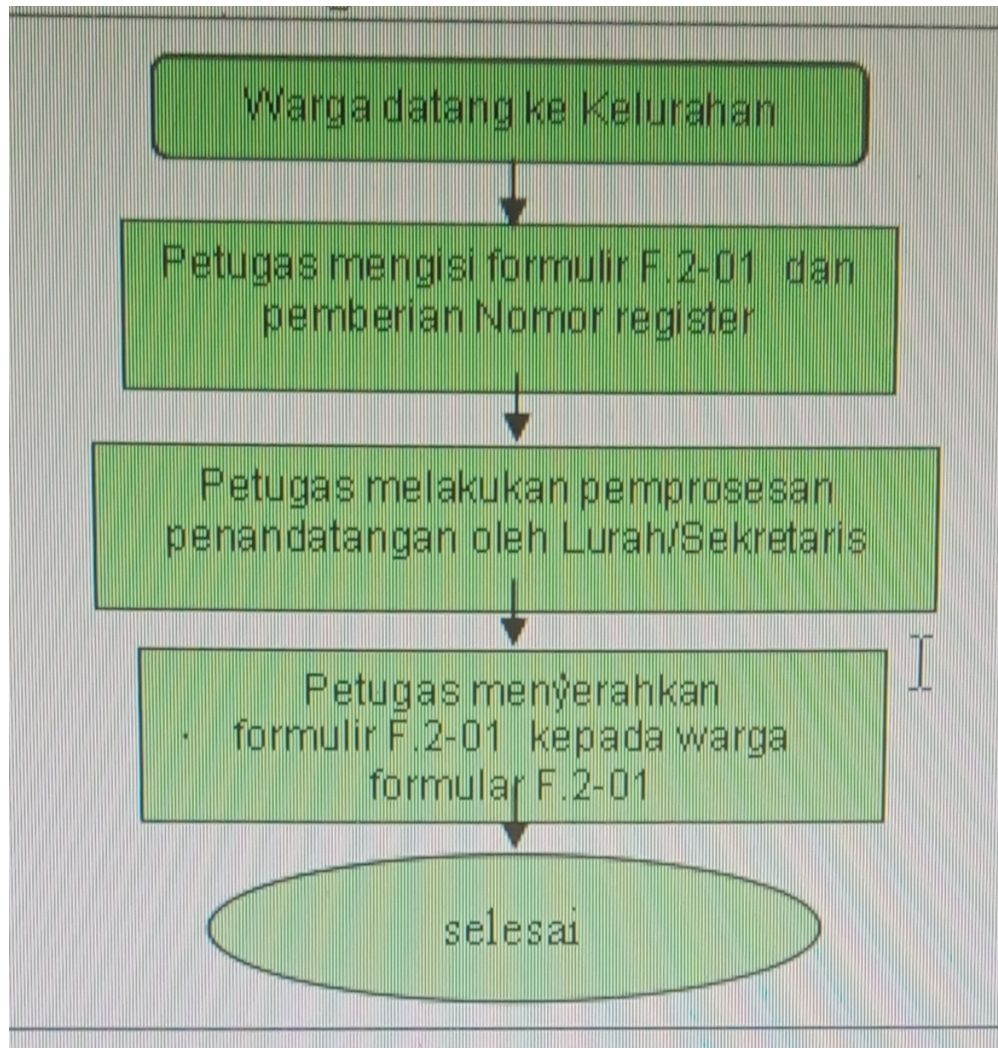 Warga datang ke Kelurahan
Petugas mengisi formulir F.2-01 dan
pemberian Nomor register
Petugas melakukan pemprosesan
penandatangan oleh Lurah/Sekretaris
Petugas menyerahkan
formulir F.2-01 kepada warga
formular F.2-01
selesai